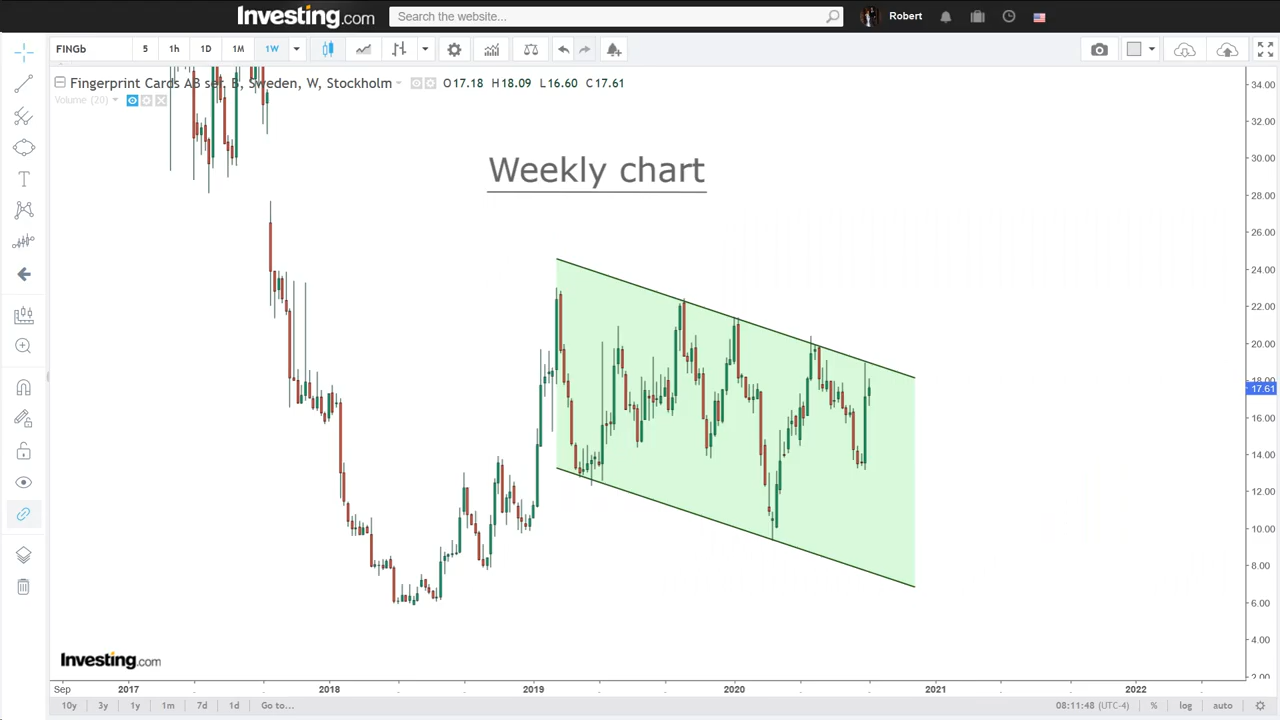 Investing.com
Search the website...
Robert
FINGb 5 1h 1D 1M 1W
Fingerprint Cards AB ser. B, Sweden, W, Stockholm O17.18 H18.09 L16.60 C17.61
Volume (20)
Weekly chart
34.00
32.00
30.00
28.00
26.00
24.00
22.00
20.00
18.00
17.61
16.00
14.00
12.00
10.00
8.00
6.00
4.00
2.00
Investing.com
Sep 2017 2018 2019 2020 2021 2022
10y 3y 1y 1m 7d 1d Go to... 08:11:48 (UTC-4) % log auto